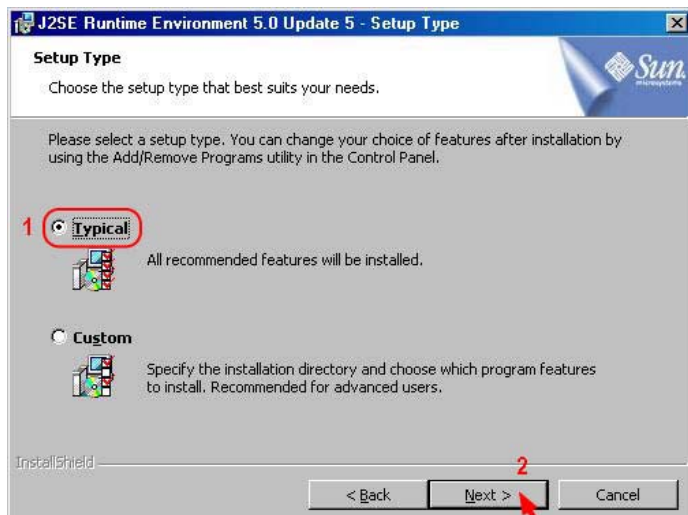 J2SE Runtime Environment 5.0 Update 5 - Setup Type
Setup Type
Choose the setup type that best suits your needs.
Sun
microsystems
Please select a setup type. You can change your choice of features after installation by
using the Add/Remove Programs utility in the Control Panel.
1 Typical
All recommended features will be installed.
Custom
Specify the installation directory and choose which program features
to install. Recommended for advanced users.
InstallShield
2
< Back Next > Cancel